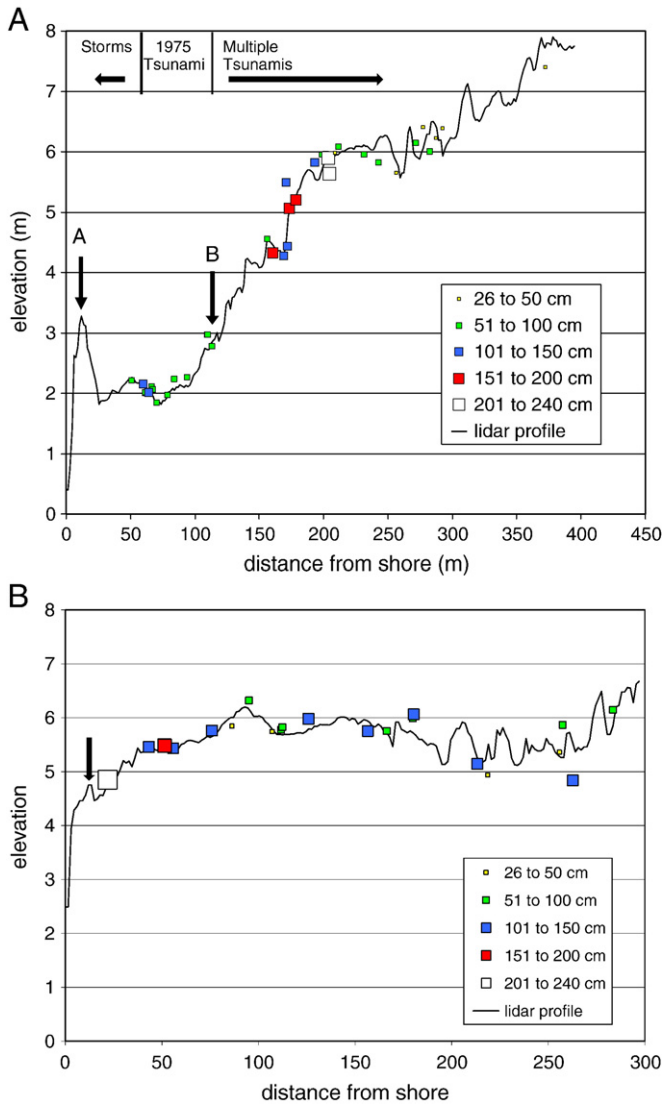 A
Storms
1975
Tsunami
Multiple
Tsunamis
A
B
8
7
6
5
4
3
2
1
0
elevation (m)
26 to 50 cm
51 to 100 cm
101 to 150 cm
151 to 200 cm
201 to 240 cm
lidar profile
0 50 100 150 200 250 300 350 400 450
distance from shore (m)
B
8
7
6
5
4
3
2
1
0
elevation
26 to 50 cm
51 to 100 cm
101 to 150 cm
151 to 200 cm
201 to 240 cm
lidar profile
0 50 100 150 200 250 300
distance from shore